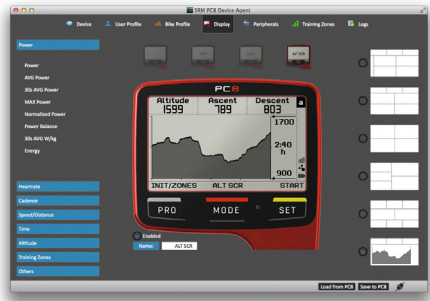 SRM PC8 Device Agent
Device User Profile Bike Profile Display Peripherals Training Zones Logs
Power
Power
AVG Power
30s AVG Power
MAX Power
Normalized Power
Power Balance
30s AVG W/kg
Energy
Heartrate
Cadence
Speed/Distance
Time
Altitude
Training Zones
Others
ALT SCR
PC8
Altitude Ascent Descent a
1599 789 803
1700
2:40
h
900
INIT/ZONES ALT SCR START
PRO MODE SET
Enabled
Name: ALT SCR
Load from PC8 Save to PC8